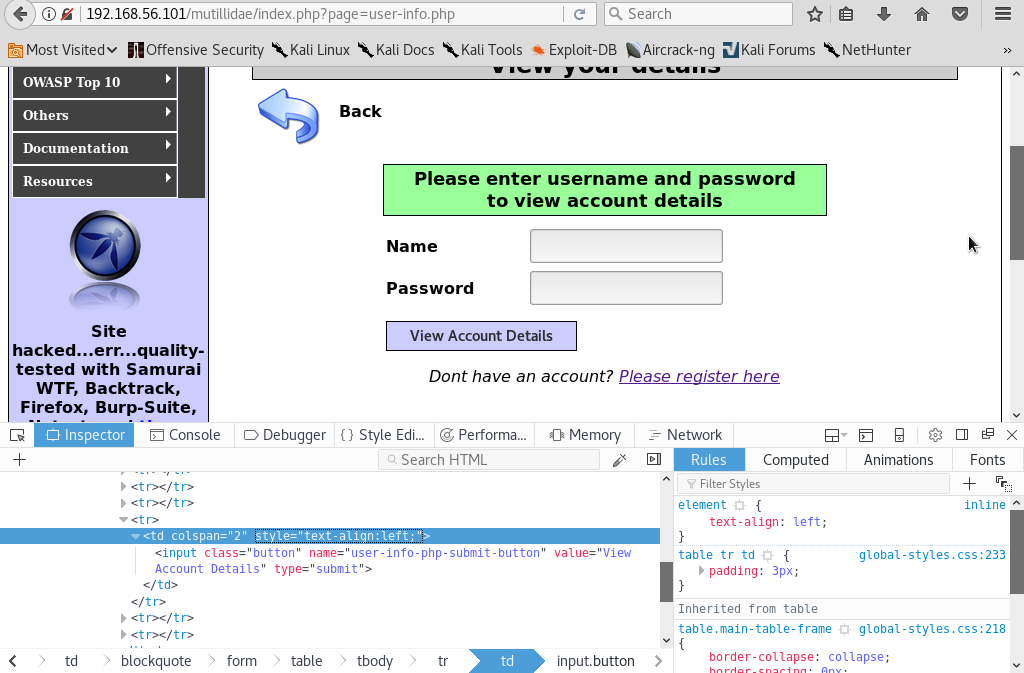 192.168.56.101/mutillidae/index.php?page=user-info.php
Search
Most Visited
Offensive Security
Kali Linux
Kali Docs
Kali Tools
Exploit-DB
Aircrack-ng
Kali Forums
NetHunter
»
OWASP Top 10
Others
Documentation
Resources
Site
hacked...err...quality-
tested with Samurai
WTF, Backtrack,
Firefox, Burp-Suite,
View your details
Back
Please enter username and password
to view account details
Name
Password
View Account Details
Dont have an account? Please register here
Inspector
Console
Debugger
{ } Style Edi...
Performa...
Memory
Network
+
Search HTML
<tr></tr>
<tr></tr>
<tr></tr>
<tr>
<td colspan="2" style="text-align:left;">
<input class="button" name="user-info-php-submit-button" value="View
Account Details" type="submit">
</td>
</tr>
<tr></tr>
<tr></tr>
td
blockquote
form
table
tbody
tr
td
input.button
Rules
Computed
Animations
Fonts
Filter Styles
+
element { inline
text-align: left;
}
table tr td { global-styles.css:233
padding: 3px;
}
Inherited from table
table.main-table-frame global-styles.css:218
{
border-collapse: collapse;
border-spacing: 0px;